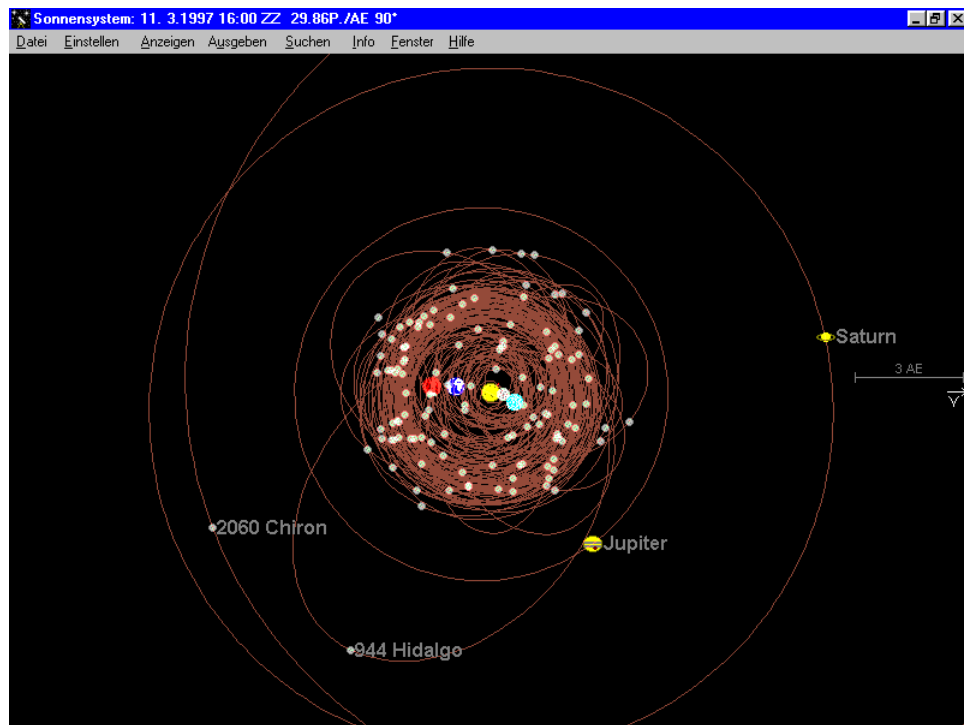 Sonnensystem: 11. 3.1997 16:00 ZZ 29.86P./AE 90°
Datei Einstellen Anzeigen Ausgeben Suchen Info Fenster Hilfe
Saturn
3 AE
2060 Chiron
Jupiter
944 Hidalgo